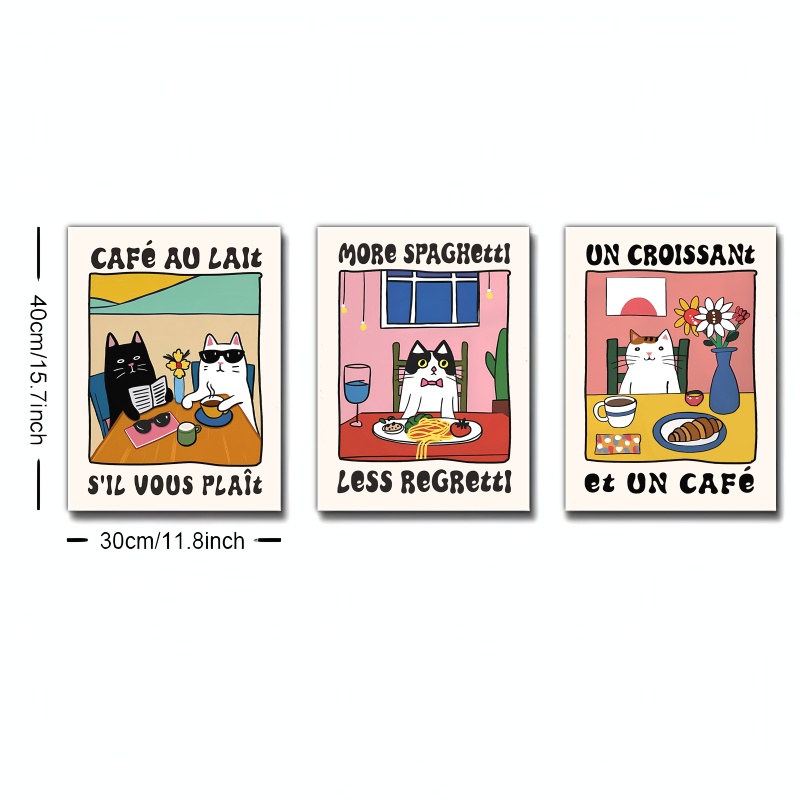 CAFé AU LAIt
S'IL VOUS PLAÎt
MORe SPAGHettI
LeSS ReGRettI
UN CROISSANt
et UN CAFÉ
40cm/15.7inch
30cm/11.8inch